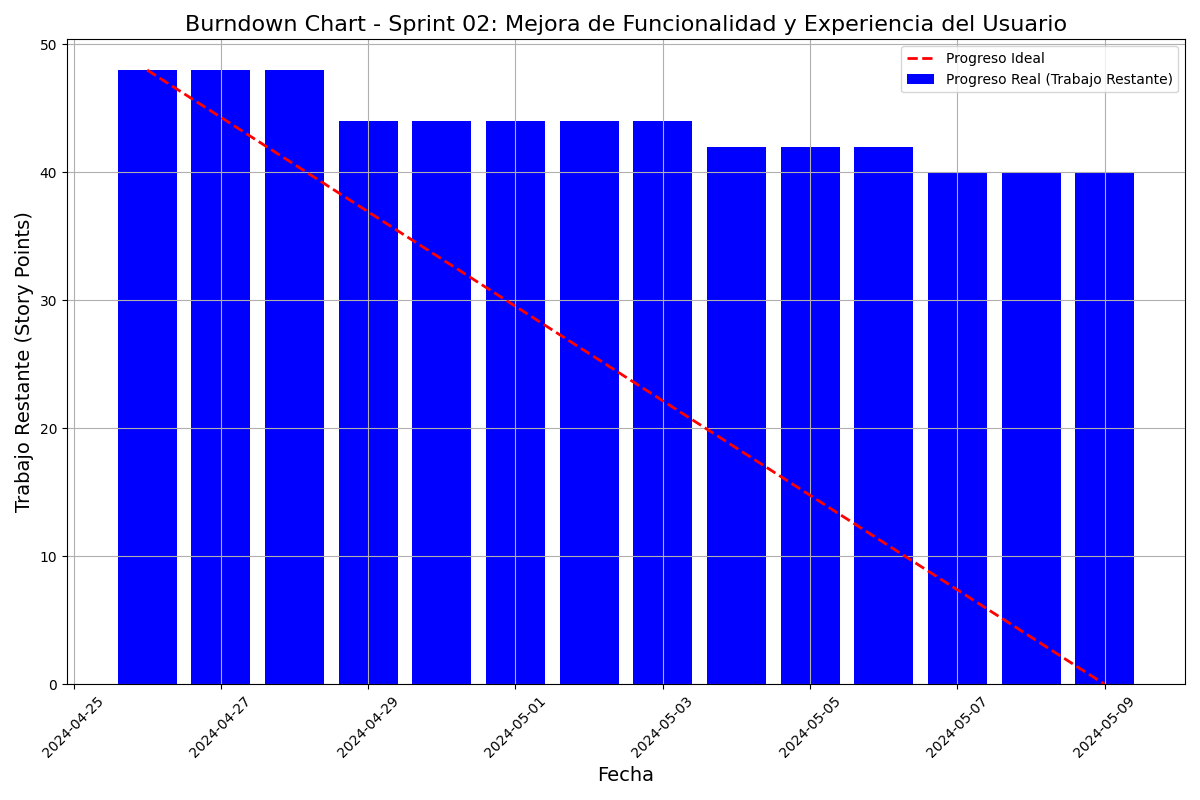 Burndown Chart - Sprint 02: Mejora de Funcionalidad y Experiencia del Usuario
Progreso Ideal
Progreso Real (Trabajo Restante)
Trabajo Restante (Story Points)
50
40
30
20
10
0
2024-04-25
2024-04-27
2024-04-29
2024-05-01
2024-05-03
2024-05-05
2024-05-07
2024-05-09
Fecha